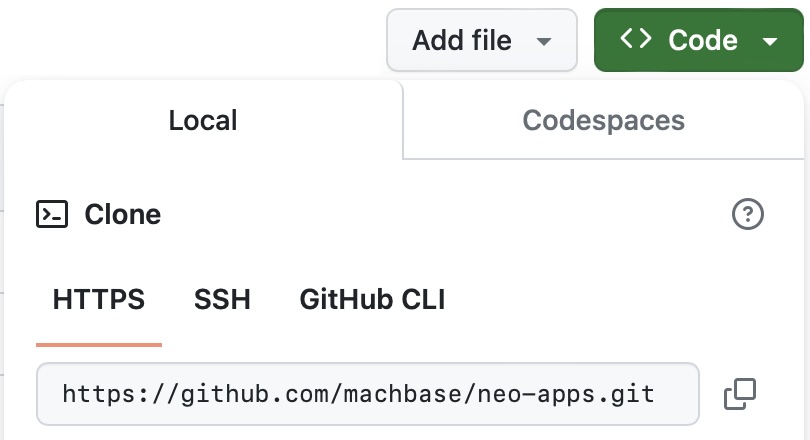 Add file
<> Code
Local
Codespaces
Clone
HTTPS
SSH
GitHub CLI
https://github.com/machbase/neo-apps.git